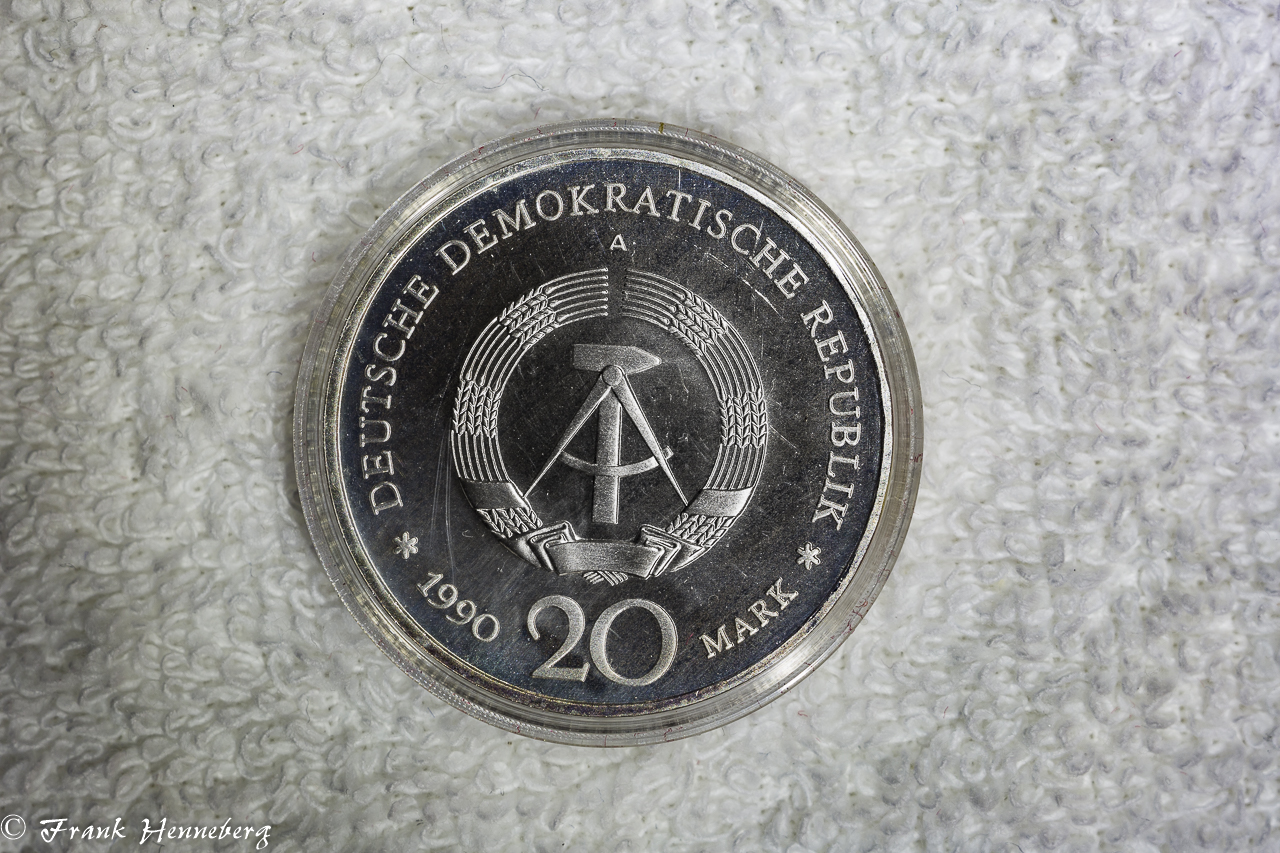 DEUTSCHE DEMOKRATISCHE REPUBLIK
A
* 1990 20 MARK *
© Frank Henneberg